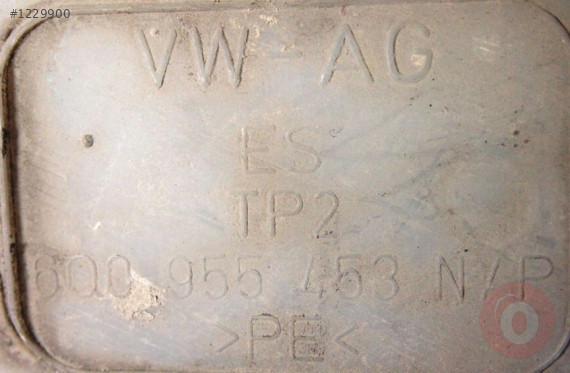 #1229900
VW-AG
ES
TP2
6Q0 955 453 N/P
>PE<